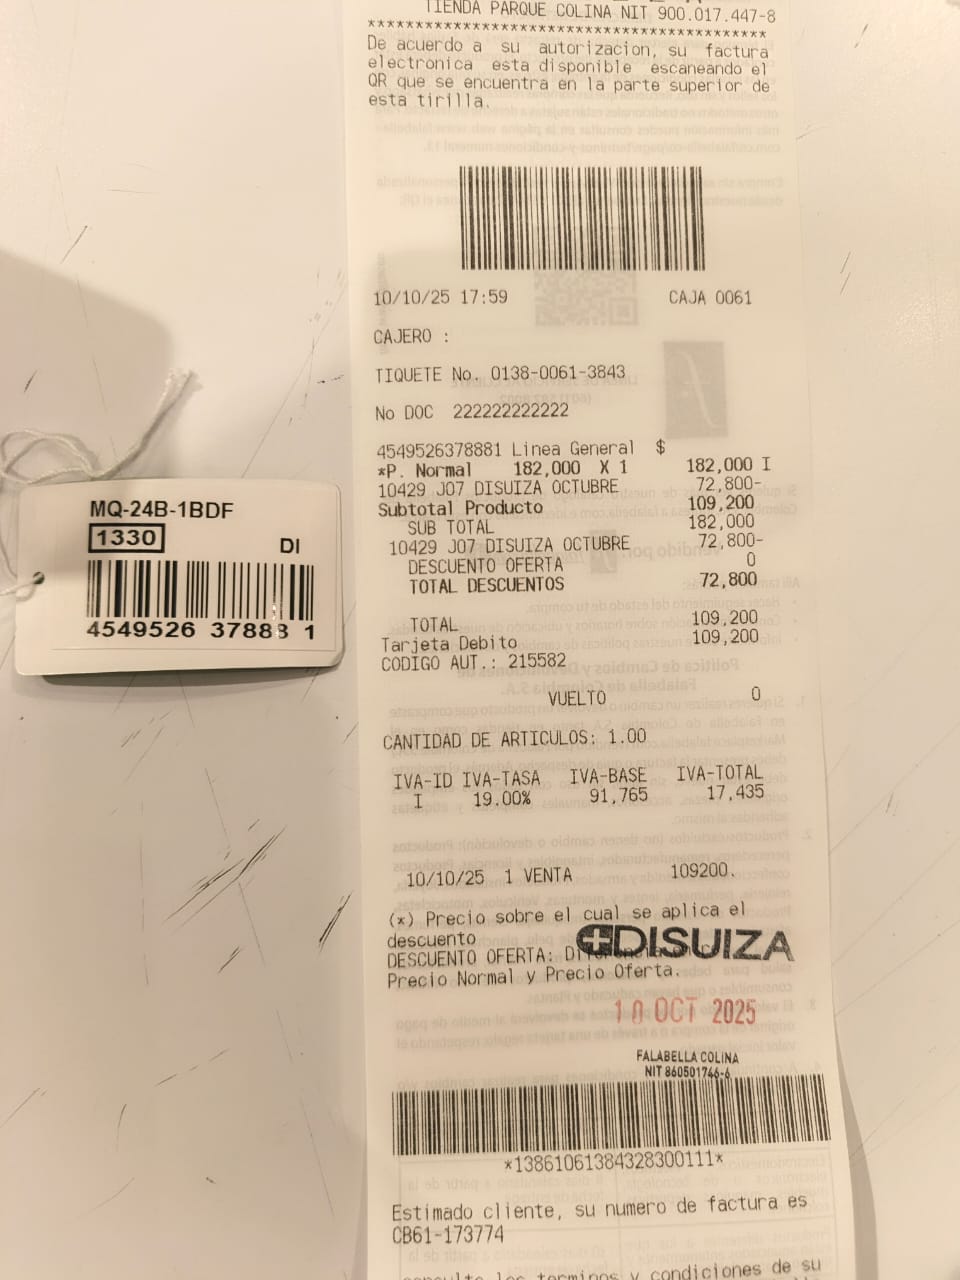 TIENDA PARQUE COLINA NIT 900.017.447-8
******************************************
De acuerdo a su autorizacion, su factura
electronica esta disponible escaneando el
QR que se encuentra en la parte superior de
esta tirilla.
10/10/25 17:59 CAJA 0061
CAJERO :
TIQUETE No. 0138-0061-3843
No DOC 222222222222
4549526378881 Linea General $
*P. Normal 182,000 X 1 182,000 I
10429 J07 DISUIZA OCTUBRE 72,800-
Subtotal Producto 109,200
SUB TOTAL 182,000
10429 J07 DISUIZA OCTUBRE 72,800-
DESCUENTO OFERTA 0
TOTAL DESCUENTOS 72,800
TOTAL 109,200
Tarjeta Debito 109,200
CODIGO AUT.: 215582
VUELTO 0
CANTIDAD DE ARTICULOS: 1.00
IVA-ID IVA-TASA IVA-BASE IVA-TOTAL
I 19.00% 91,765 17,435
10/10/25 1 VENTA 109200.
(*) Precio sobre el cual se aplica el
descuento
DISUIZA
DESCUENTO OFERTA:
Precio Normal y Precio Oferta.
10 OCT 2025
FALABELLA COLINA
NIT 860501746-6
*13861061384328300111*
Estimado cliente, su numero de factura es
CB61-173774
terminos y condiciones de su
MQ-24B-1BDF
1330
DI
4549526 37888 1